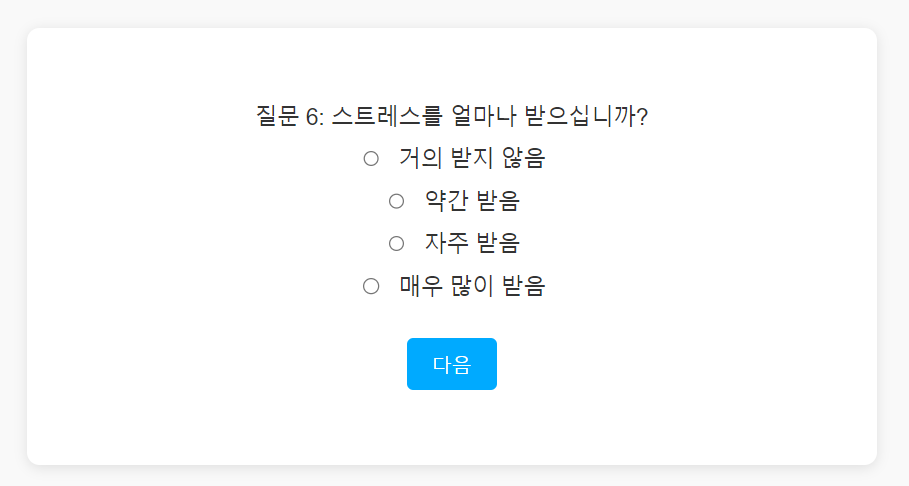 질문 6: 스트레스를 얼마나 받으십니까?
거의 받지 않음
약간 받음
자주 받음
매우 많이 받음
다음